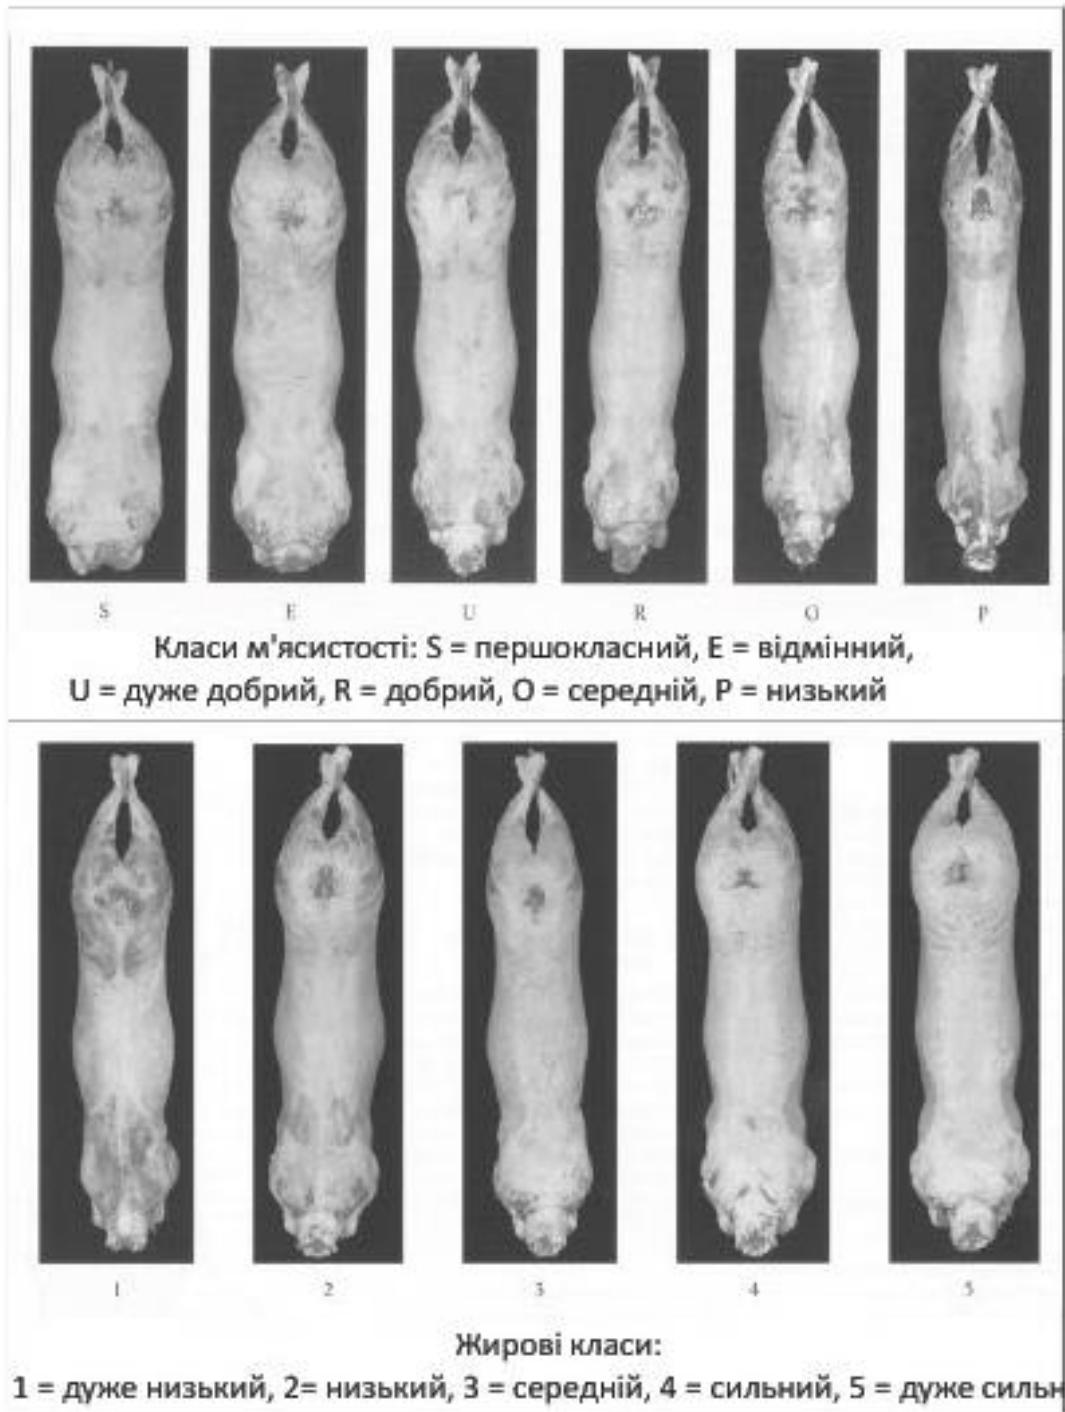 S E U R O P
Класи м'ясистості: S = першокласний, E = відмінний,
U = дуже добрий, R = добрий, O = середній, P = низький
1 2 3 4 5
Жирові класи:
1 = дуже низький, 2= низький, 3 = середній, 4 = сильний, 5 = дуже сильн